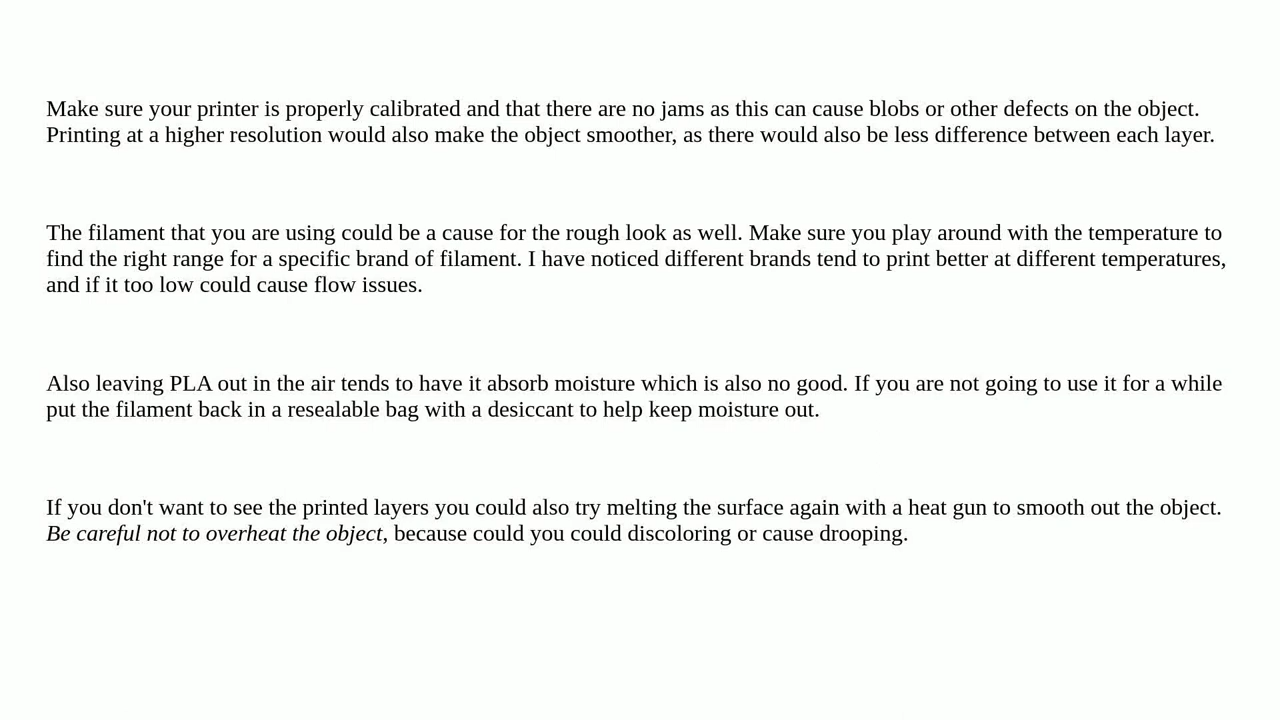 Make sure your printer is properly calibrated and that there are no jams as this can cause blobs or other defects on the object.
Printing at a higher resolution would also make the object smoother, as there would also be less difference between each layer.
The filament that you are using could be a cause for the rough look as well. Make sure you play around with the temperature to
find the right range for a specific brand of filament. I have noticed different brands tend to print better at different temperatures,
and if it too low could cause flow issues.
Also leaving PLA out in the air tends to have it absorb moisture which is also no good. If you are not going to use it for a while
put the filament back in a resealable bag with a desiccant to help keep moisture out.
If you don't want to see the printed layers you could also try melting the surface again with a heat gun to smooth out the object.
Be careful not to overheat the object, because could you could discoloring or cause drooping.